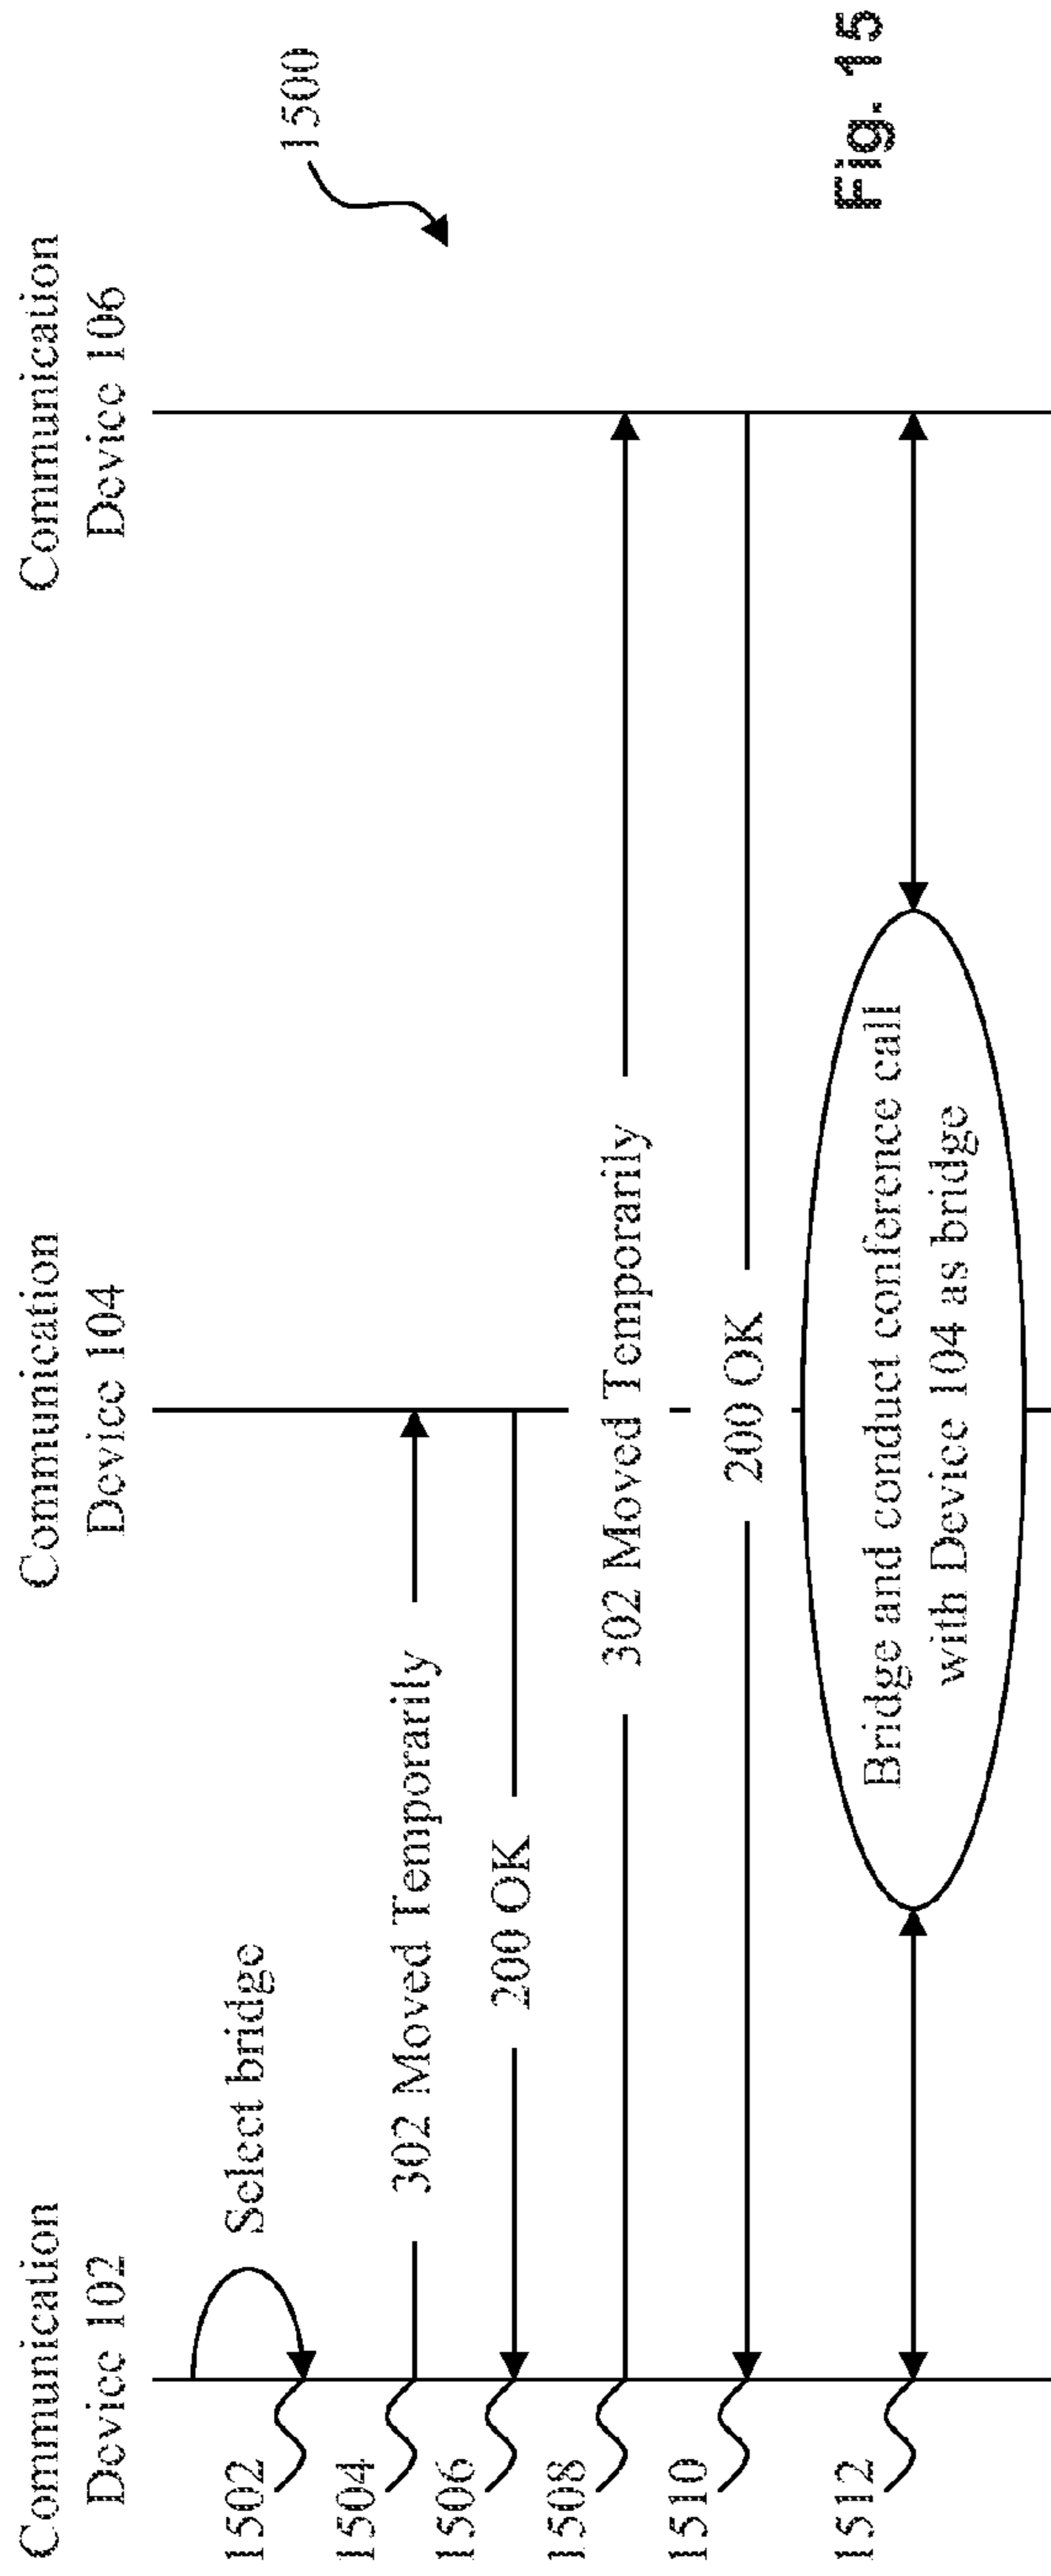 Communication
Device 102
Communication
Device 104
Communication
Device 106
1500
1502
Select bridge
1504
302 Moved Temporarily
1506
200 OK
1508
302 Moved Temporarily
1510
200 OK
1512
Bridge and conduct conference call
with Device 104 as bridge
Fig. 15